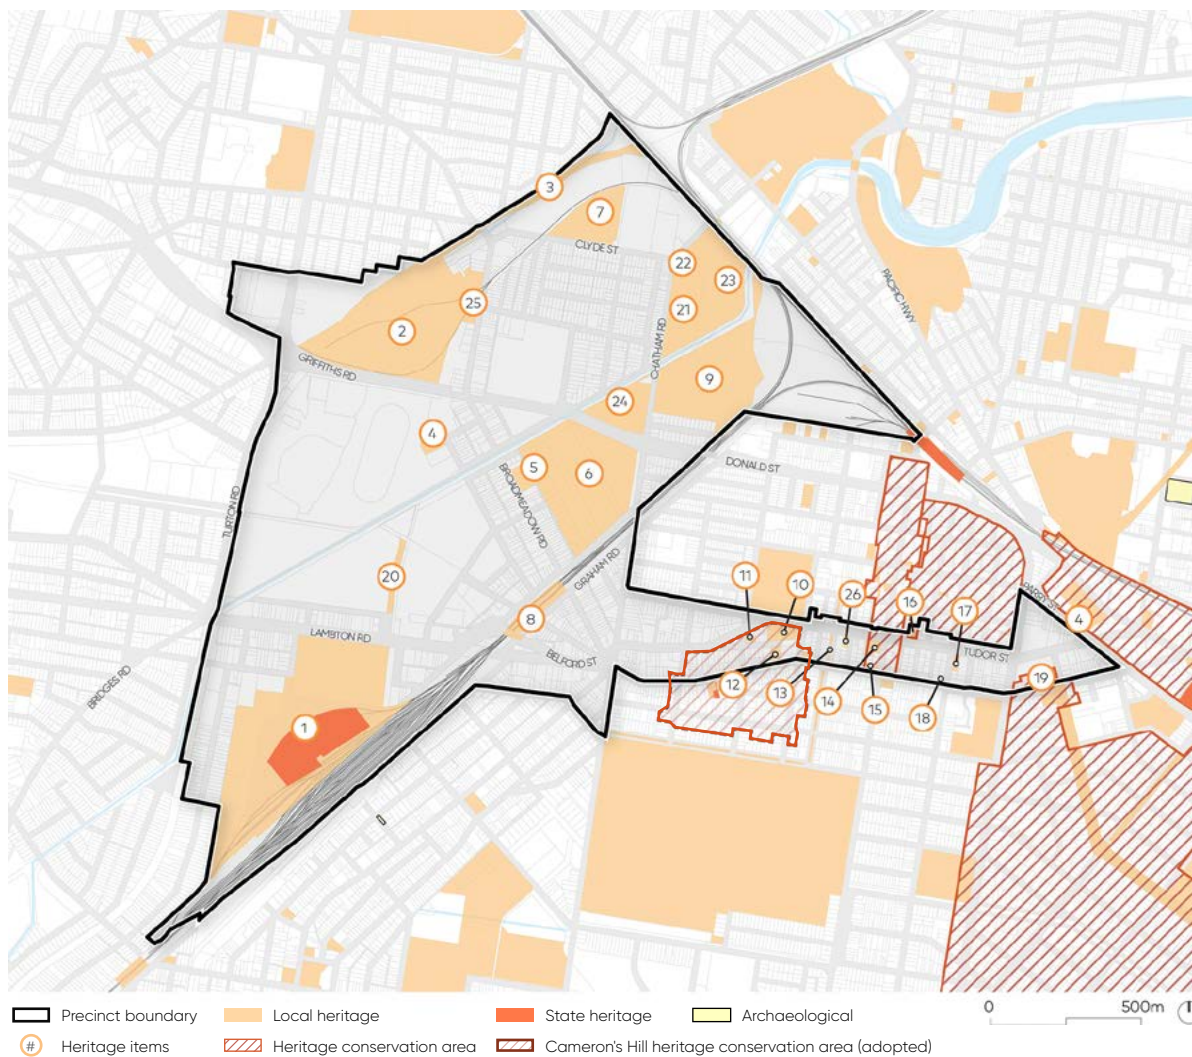 3
7
CLYDE ST
22
23
25
21
2
PACIFIC HWY
CHATHAM RD
GRIFFITHS RD
9
24
4
DONALD ST
5
6
BROADMEADOW RD
TURTON RD
20
GRAHAM RD
11
10
26
16
17
PARRY ST
4
8
LAMBTON RD
BELFORD ST
TUDOR ST
19
BRIDGES RD
12
13
14
15
18
1
Precinct boundary
Local heritage
State heritage
Archaeological
0 500m
# Heritage items
Heritage conservation area
Cameron's Hill heritage conservation area (adopted)